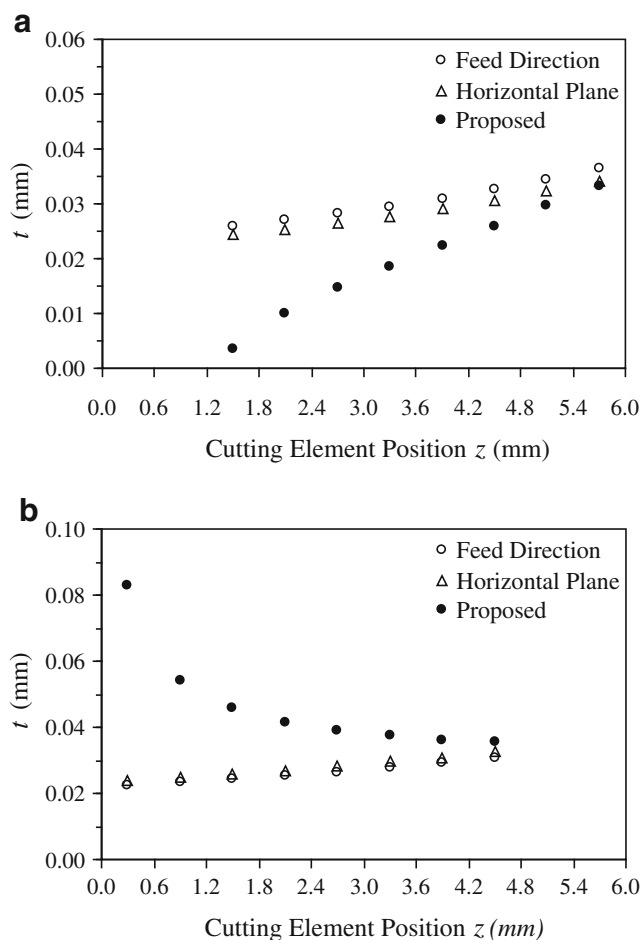 a
0.06
0.05
0.04
0.03
0.02
0.01
0.00
t (mm)
Feed Direction
Horizontal Plane
Proposed
0.0 0.6 1.2 1.8 2.4 3.0 3.6 4.2 4.8 5.4 6.0
Cutting Element Position z (mm)
b
0.10
0.08
0.06
0.04
0.02
0.00
t (mm)
Feed Direction
Horizontal Plane
Proposed
0.0 0.6 1.2 1.8 2.4 3.0 3.6 4.2 4.8 5.4 6.0
Cutting Element Position z (mm)